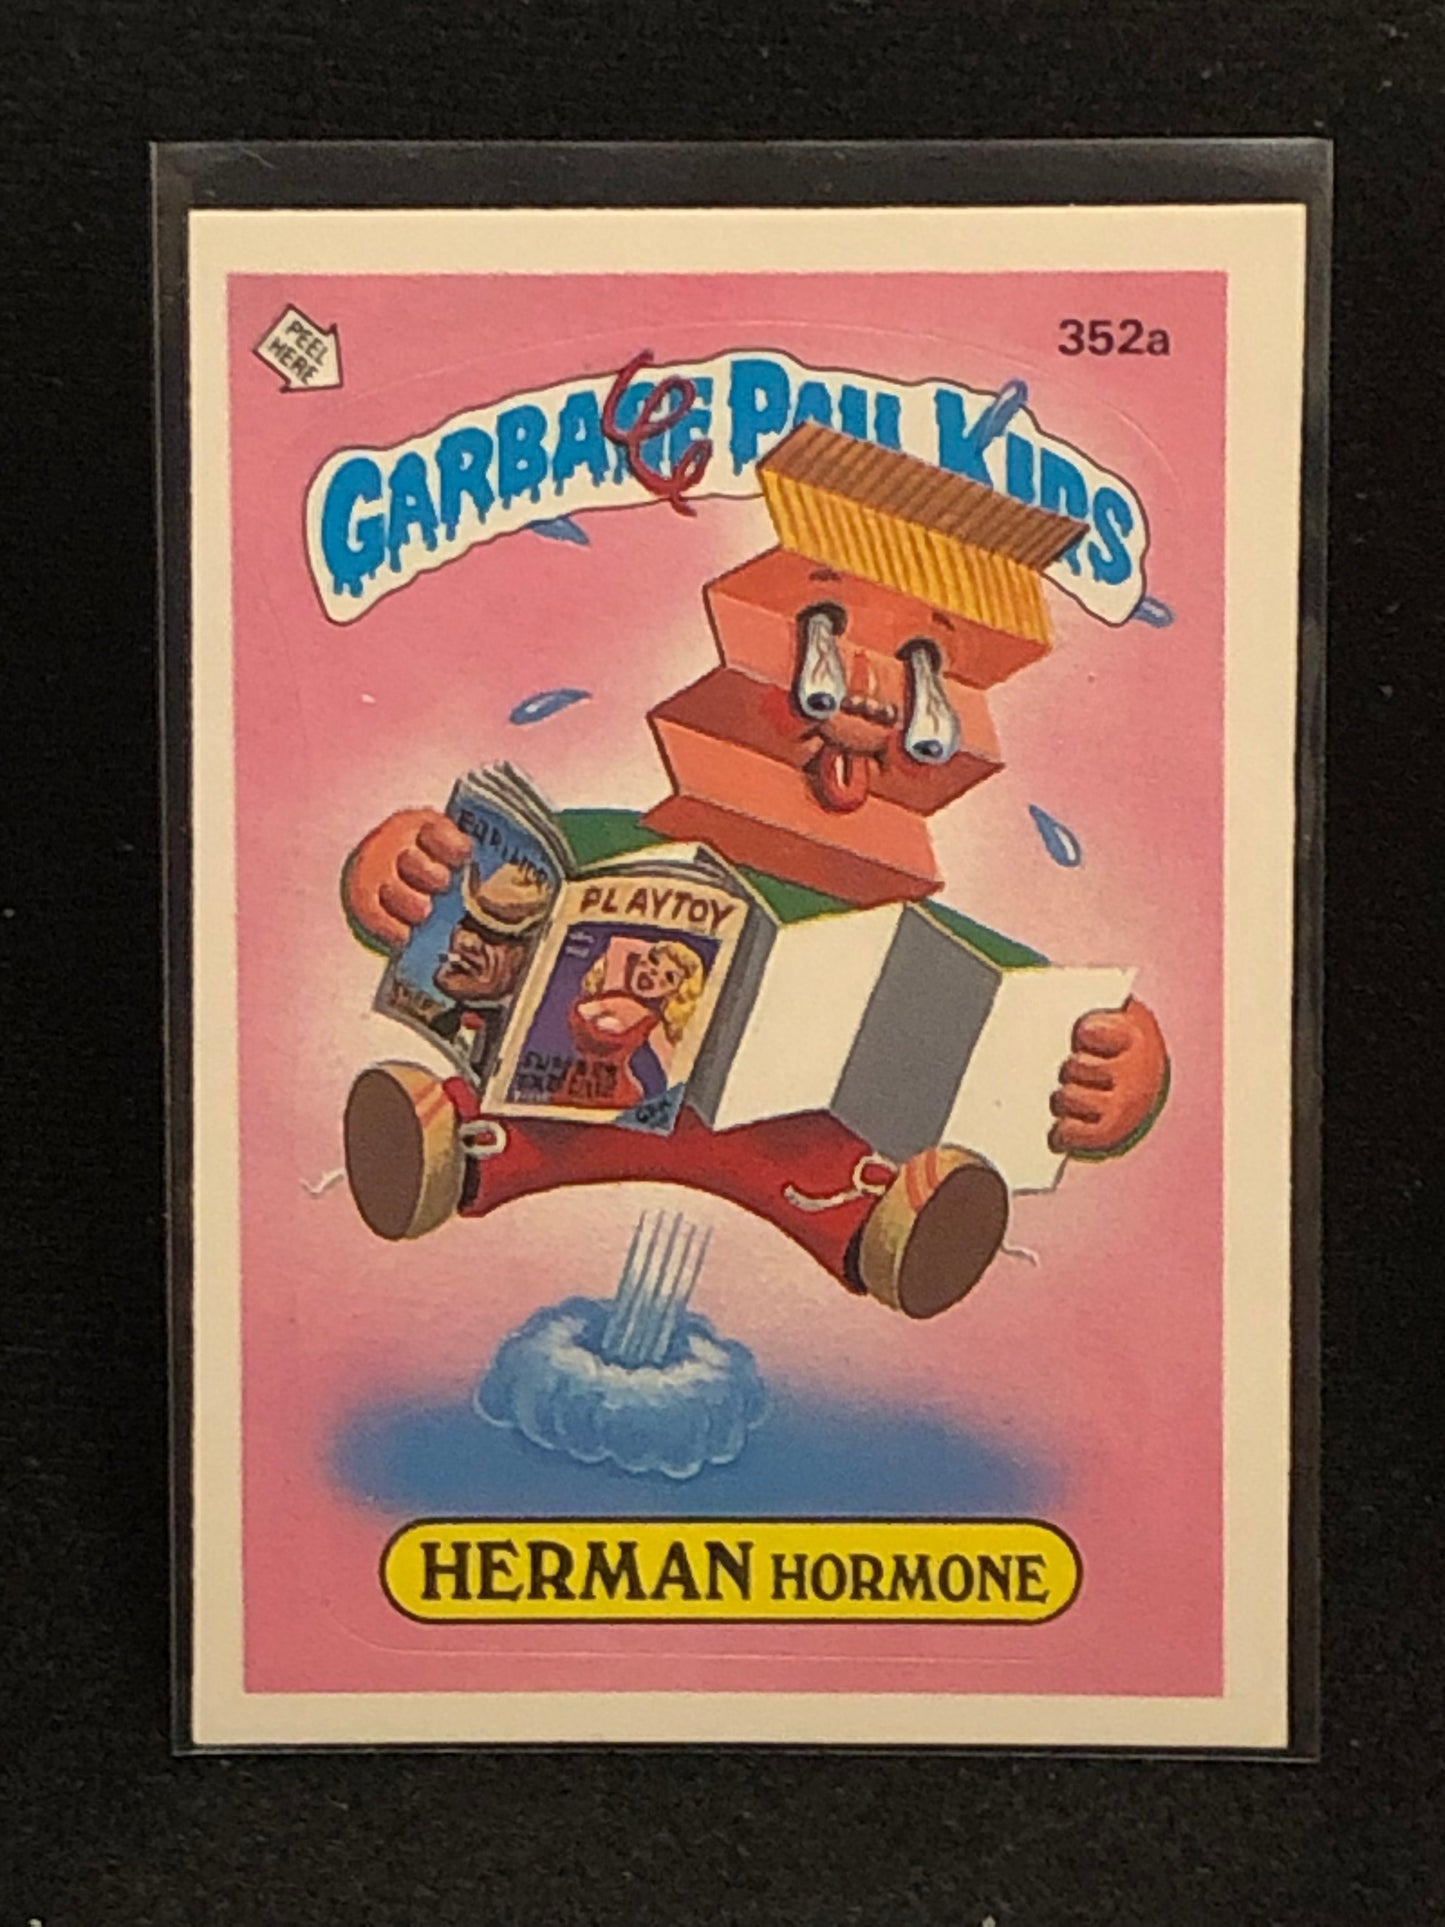 PEEL
HERE
352a
GARBAGE PAIL KIDS
PLAYTOY
HERMAN HORMONE